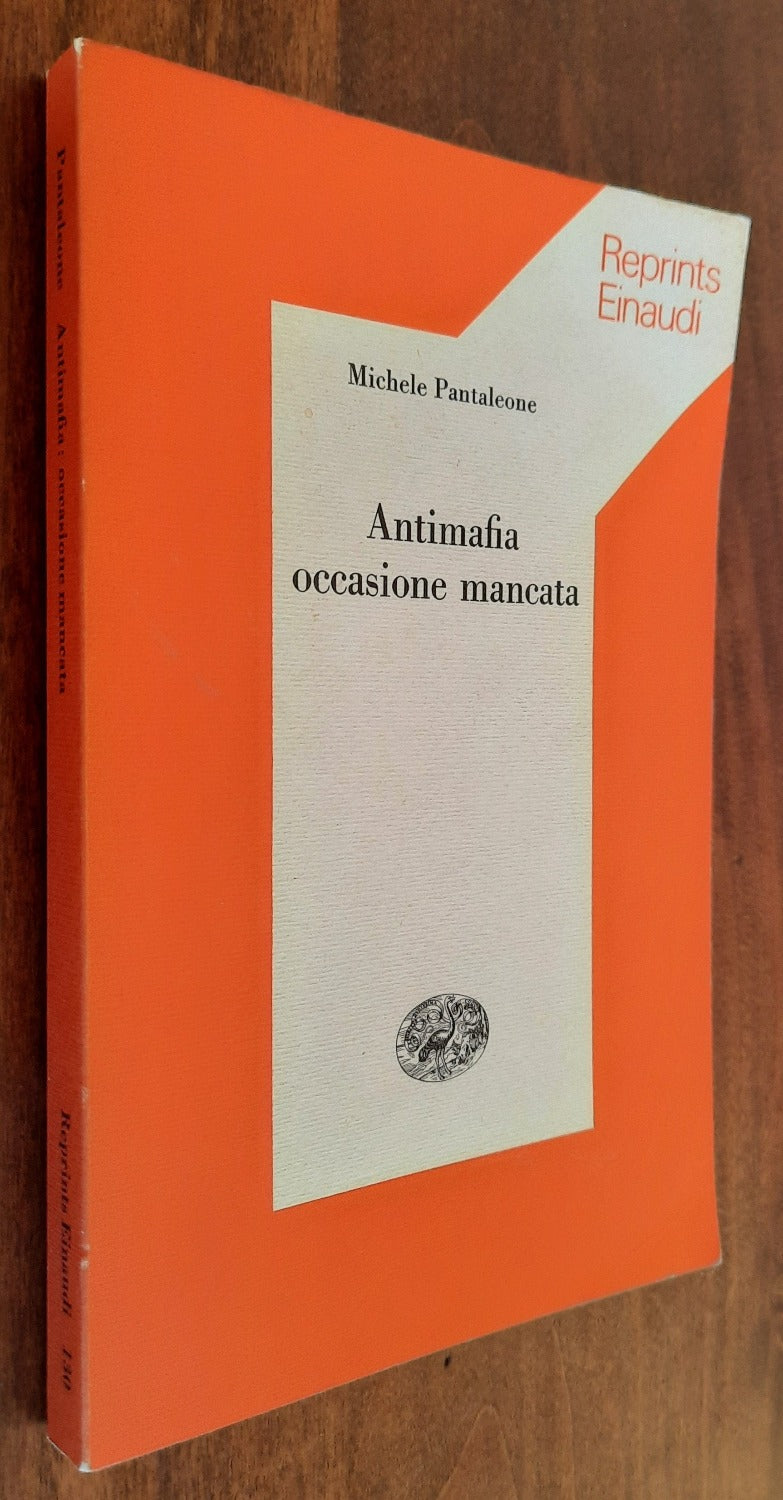 Reprints
Einaudi
Michele Pantaleone
Antimafia
occasione mancata
Pantaleone Antimafia : occasione mancata
Reprints Einaudi 130